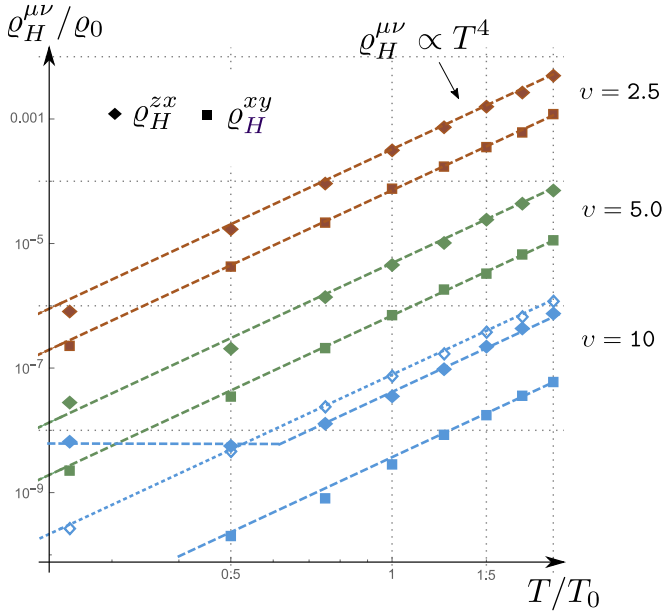 ϱ_H^{μν}/ϱ_0
ϱ_H^{μν} ∝ T^4
υ = 2.5
0.001
ϱ_H^{zx} ϱ_H^{xy}
υ = 5.0
10^{-5}
υ = 10
10^{-7}
10^{-9}
0.5 1 1.5
T/T_0